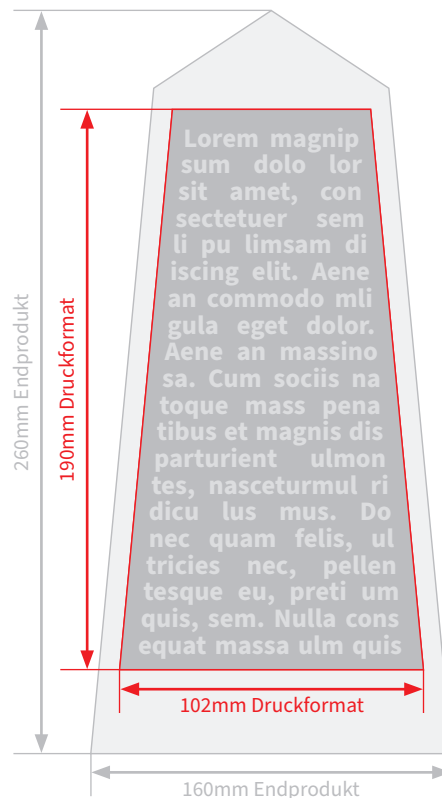 Lorem magnip
sum dolo lor
sit amet, con
sectetuer sem
li pu limsam di
iscing elit. Aene
an commodo mli
gula eget dolor.
Aene an massino
sa. Cum sociis na
toque mass pena
tibus et magnis dis
parturient ulmon
tes, nasceturmul ri
dicu lus mus. Do
nec quam felis, ul
tricies nec, pellen
tesque eu, preti um
quis, sem. Nulla cons
equat massa ulm quis
260mm Endprodukt
190mm Druckformat
102mm Druckformat
160mm Endprodukt